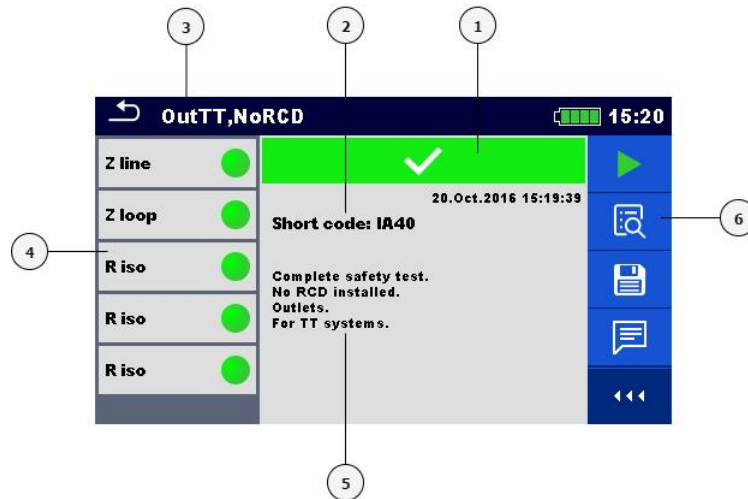 3
2
1
OutTT,NoRCD
15:20
Z line
Z loop
R iso
R iso
R iso
20.Oct.2016 15:19:39
Short code: IA40
Complete safety test.
No RCD installed.
Outlets.
For TT systems.
4
6
5